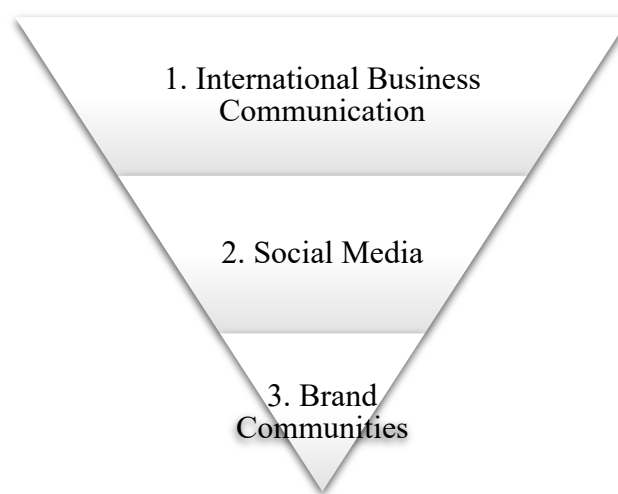 1. International Business
Communication
2. Social Media
3. Brand
Communities